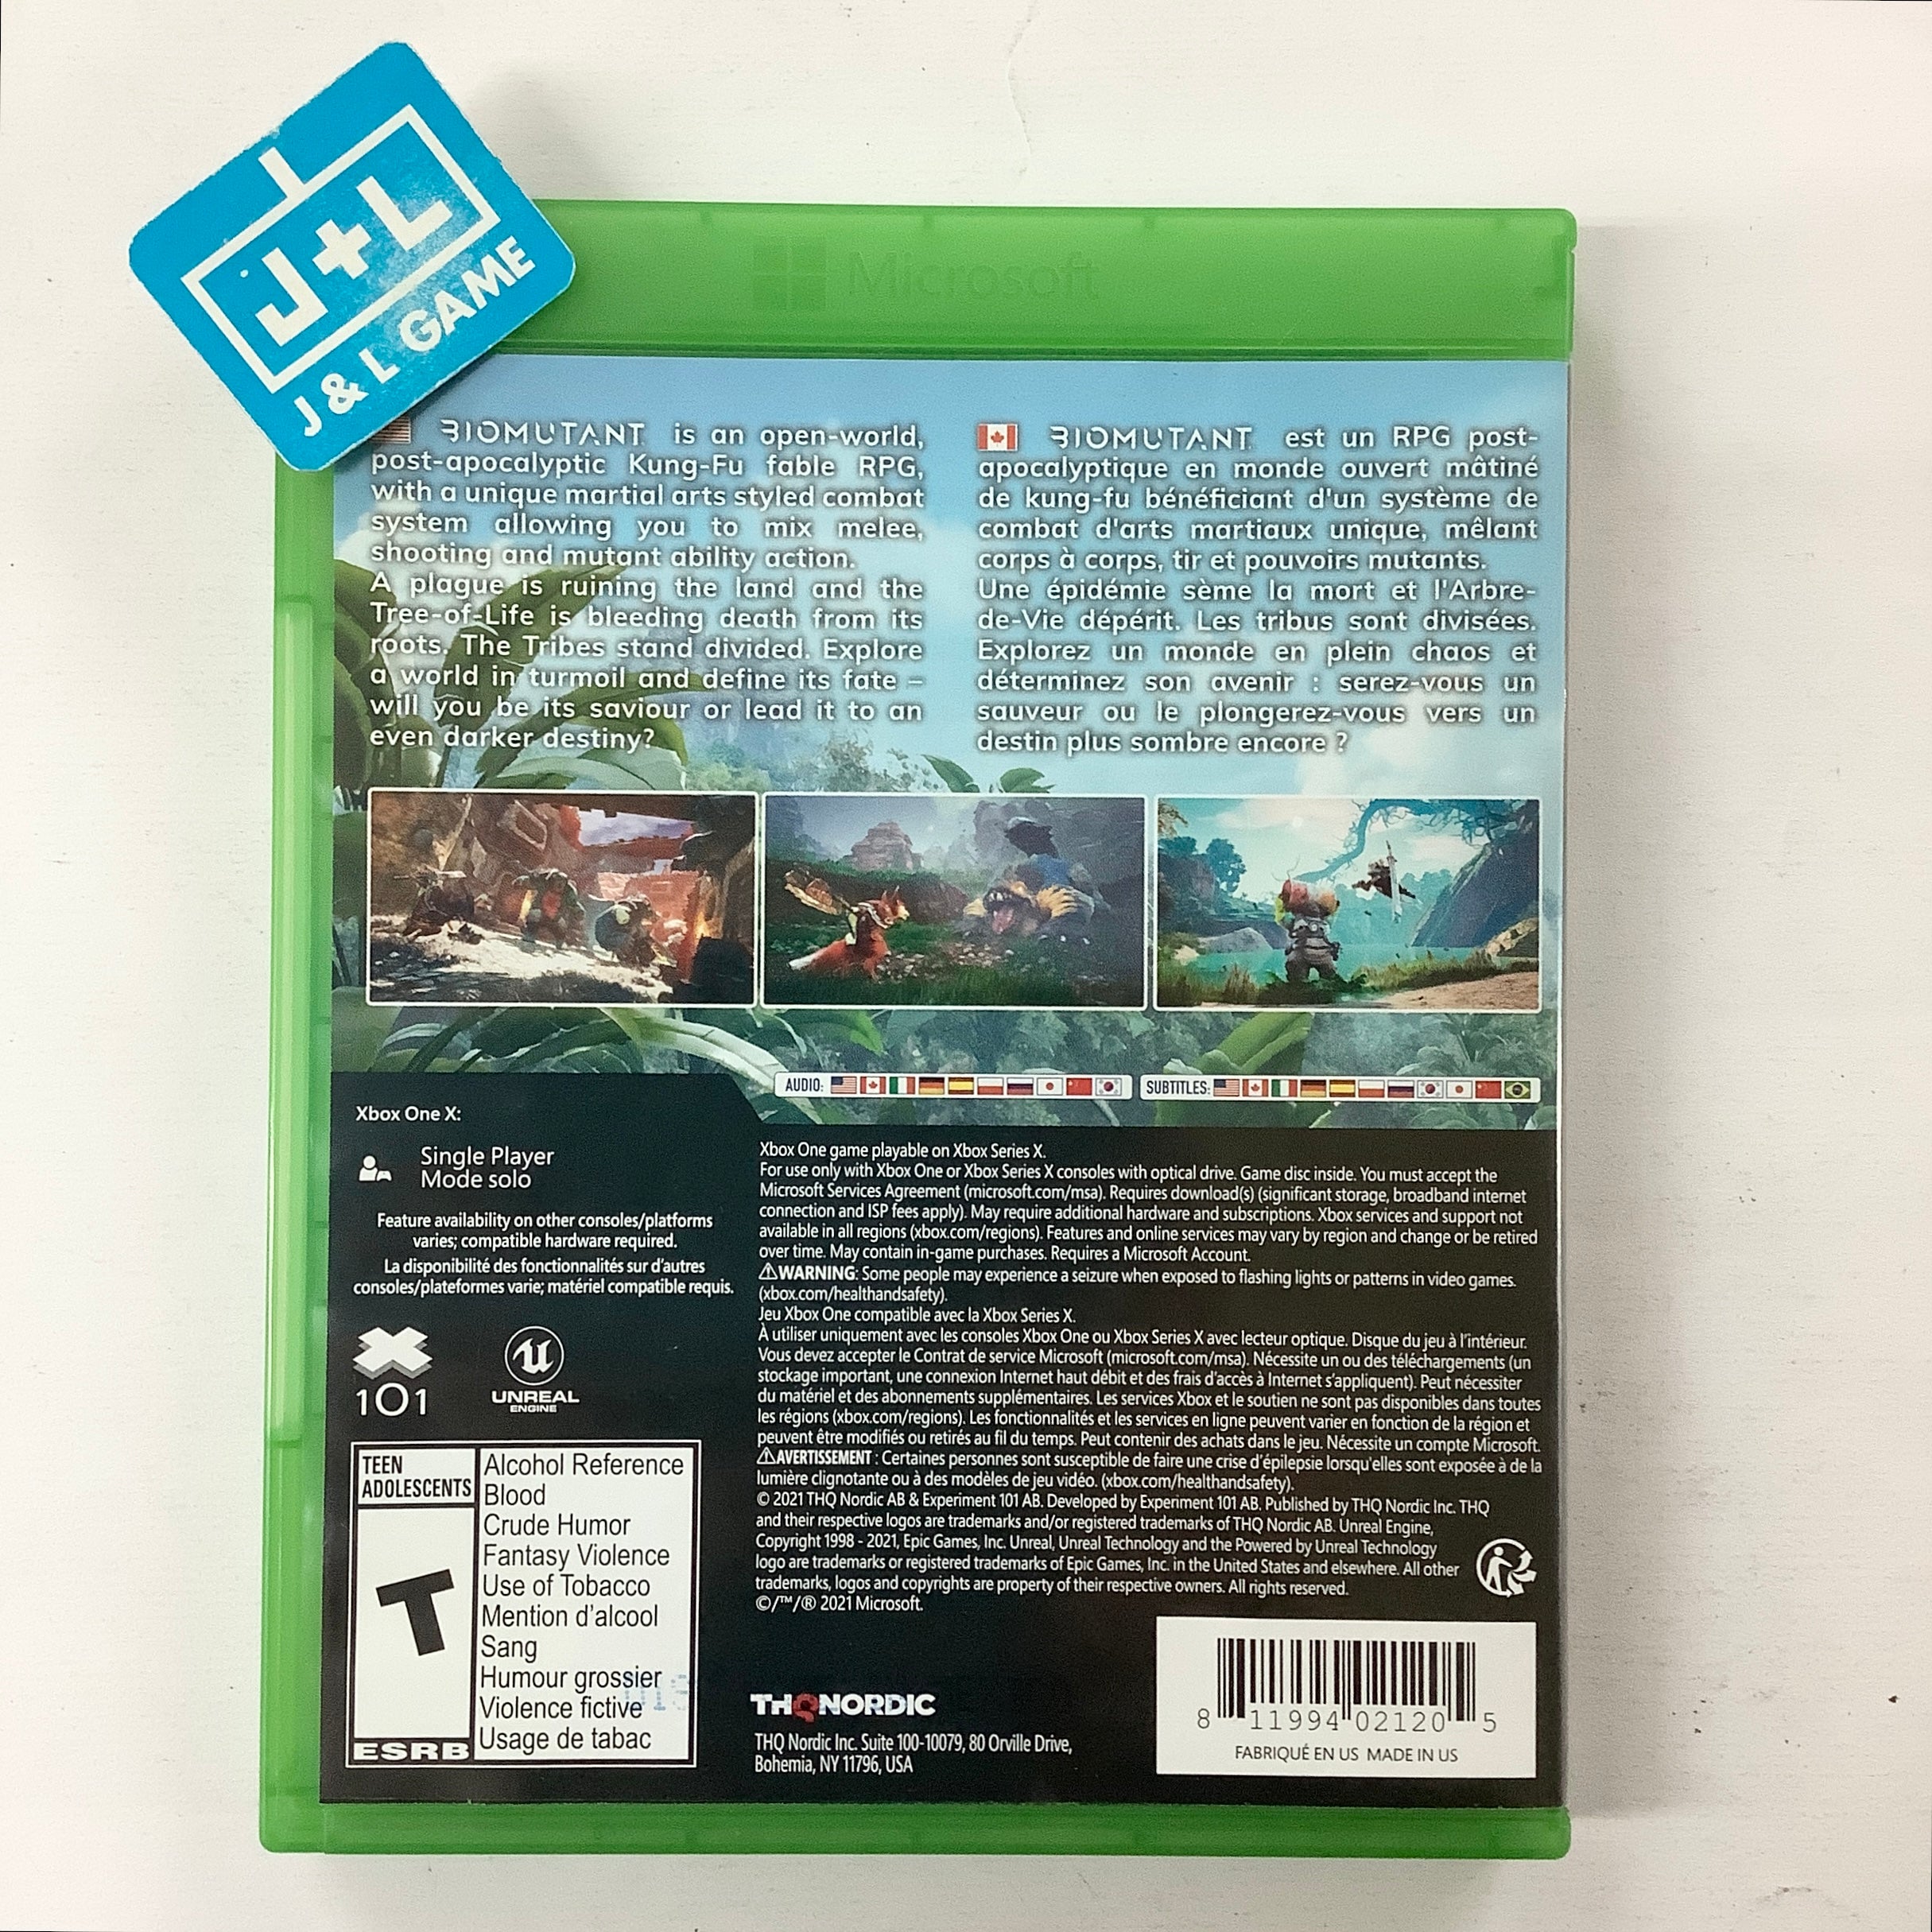 J+L
J & L GAME
Microsoft
BIOMUTANT is an open-world,
post-apocalyptic Kung-Fu fable RPG,
with a unique martial arts styled combat
system allowing you to mix melee,
shooting and mutant ability action.
A plague is ruining the land and the
Tree-of-Life is bleeding death from its
roots. The Tribes stand divided. Explore
a world in turmoil and define its fate –
will you be its saviour or lead it to an
even darker destiny?
BIOMUTANT est un RPG post-
apocalyptique en monde ouvert mâtiné
de kung-fu bénéficiant d'un système de
combat d'arts martiaux unique, mêlant
corps à corps, tir et pouvoirs mutants.
Une épidémie sème la mort et l'Arbre-
de-Vie dépérit. Les tribus sont divisées.
Explorez un monde en plein chaos et
déterminez son avenir : serez-vous un
sauveur ou le plongerez-vous vers un
destin plus sombre encore ?
AUDIO:
SUBTITLES:
Xbox One X:
Single Player
Mode solo
Feature availability on other consoles/platforms
varies; compatible hardware required.
La disponibilité des fonctionnalités sur d'autres
consoles/plateformes varie; matériel compatible requis.
101
UNREAL
ENGINE
TEEN
ADOLESCENTS
T
ESRB
Alcohol Reference
Blood
Crude Humor
Fantasy Violence
Use of Tobacco
Mention d'alcool
Sang
Humour grossier
Violence fictive
Usage de tabac
Xbox One game playable on Xbox Series X.
For use only with Xbox One or Xbox Series X consoles with optical drive. Game disc inside. You must accept the
Microsoft Services Agreement (microsoft.com/msa). Requires download(s) (significant storage, broadband internet
connection and ISP fees apply). May require additional hardware and subscriptions. Xbox services and support not
available in all regions (xbox.com/regions). Features and online services may vary by region and change or be retired
over time. May contain in-game purchases. Requires a Microsoft Account.
⚠WARNING: Some people may experience a seizure when exposed to flashing lights or patterns in video games.
(xbox.com/healthandsafety).
Jeu Xbox One compatible avec la Xbox Series X.
À utiliser uniquement avec les consoles Xbox One ou Xbox Series X avec lecteur optique. Disque du jeu à l'intérieur.
Vous devez accepter le Contrat de service Microsoft (microsoft.com/msa). Nécessite un ou des téléchargements (un
stockage important, une connexion Internet haut débit et des frais d'accès à Internet s'appliquent). Peut nécessiter
du matériel et des abonnements supplémentaires. Les services Xbox et le soutien ne sont pas disponibles dans toutes
les régions (xbox.com/regions). Les fonctionnalités et les services en ligne peuvent varier en fonction de la région et
peuvent être modifiés ou retirés au fil du temps. Peut contenir des achats dans le jeu. Nécessite un compte Microsoft.
⚠AVERTISSEMENT : Certaines personnes sont susceptible de faire une crise d'épilepsie lorsqu'elles sont exposée à de la
lumière clignotante ou à des modèles de jeu vidéo. (xbox.com/healthandsafety).
© 2021 THQ Nordic AB & Experiment 101 AB. Developed by Experiment 101 AB. Published by THQ Nordic Inc. THQ
and their respective logos are trademarks and/or registered trademarks of THQ Nordic AB. Unreal Engine,
Copyright 1998 - 2021, Epic Games, Inc. Unreal, Unreal Technology and the Powered by Unreal Technology
logo are trademarks or registered trademarks of Epic Games, Inc. in the United States and elsewhere. All other
trademarks, logos and copyrights are property of their respective owners. All rights reserved.
©/™/® 2021 Microsoft.
THQ NORDIC
THQ Nordic Inc. Suite 100-10079, 80 Orville Drive,
Bohemia, NY 11796, USA
8 11994 02120 5
FABRIQUÉ EN US MADE IN US